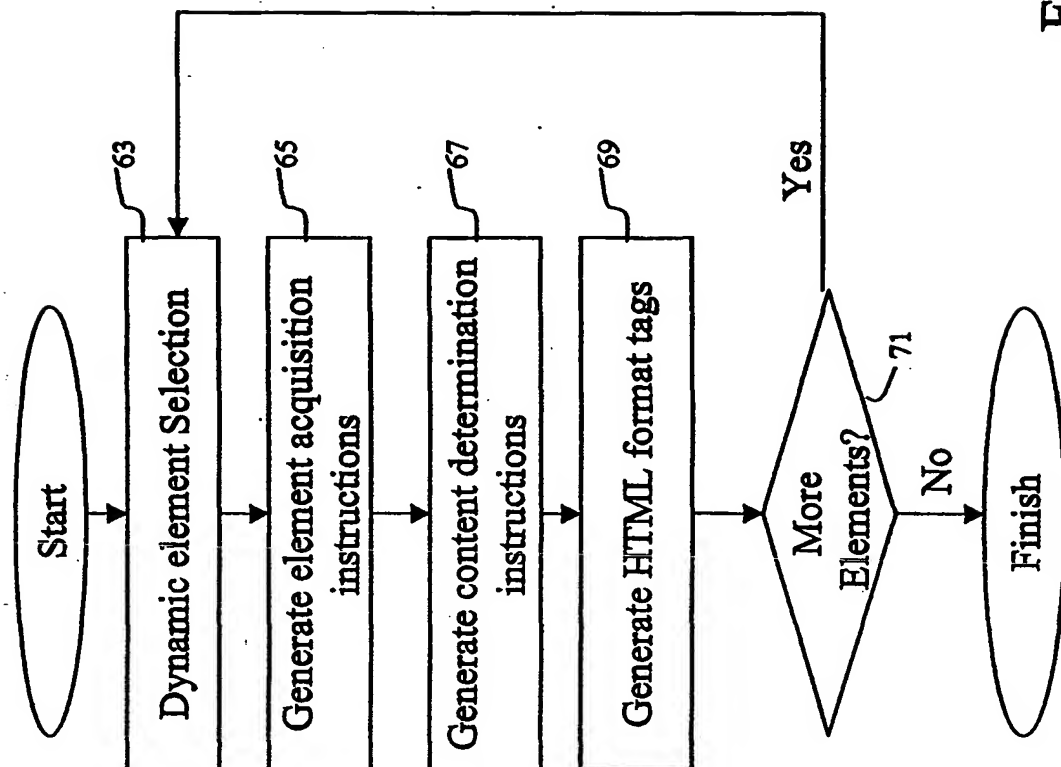 Start
63
Dynamic element Selection
65
Generate element acquisition
instructions
67
Generate content determination
instructions
69
Generate HTML format tags
71
More
Elements?
Yes
No
Finish